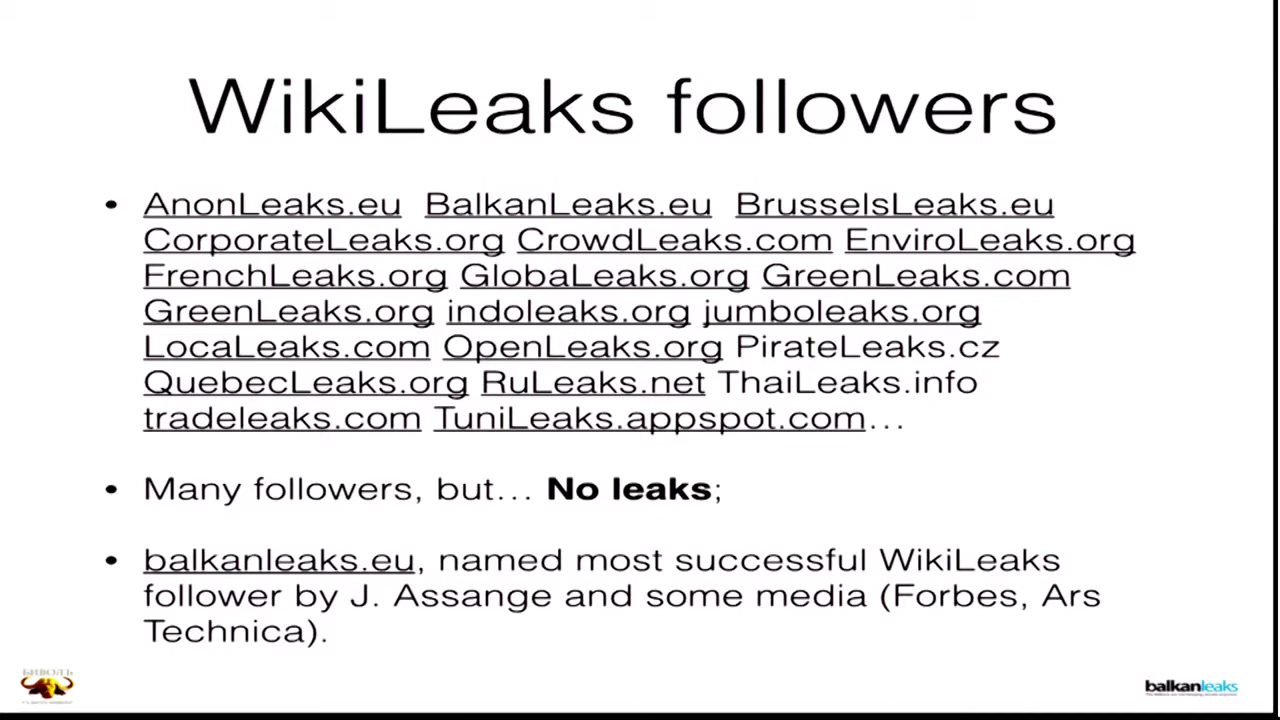 WikiLeaks followers
• AnonLeaks.eu BalkanLeaks.eu BrusselsLeaks.eu
CorporateLeaks.org CrowdLeaks.com EnviroLeaks.org
FrenchLeaks.org GlobaLeaks.org GreenLeaks.com
GreenLeaks.org indoleaks.org jumboleaks.org
LocaLeaks.com OpenLeaks.org PirateLeaks.cz
QuebecLeaks.org RuLeaks.net ThaiLeaks.info
tradeleaks.com TuniLeaks.appspot.com...
• Many followers, but... No leaks;
• balkanleaks.eu, named most successful WikiLeaks
follower by J. Assange and some media (Forbes, Ars
Technica).
БИВОЛЪ
balkanleaks